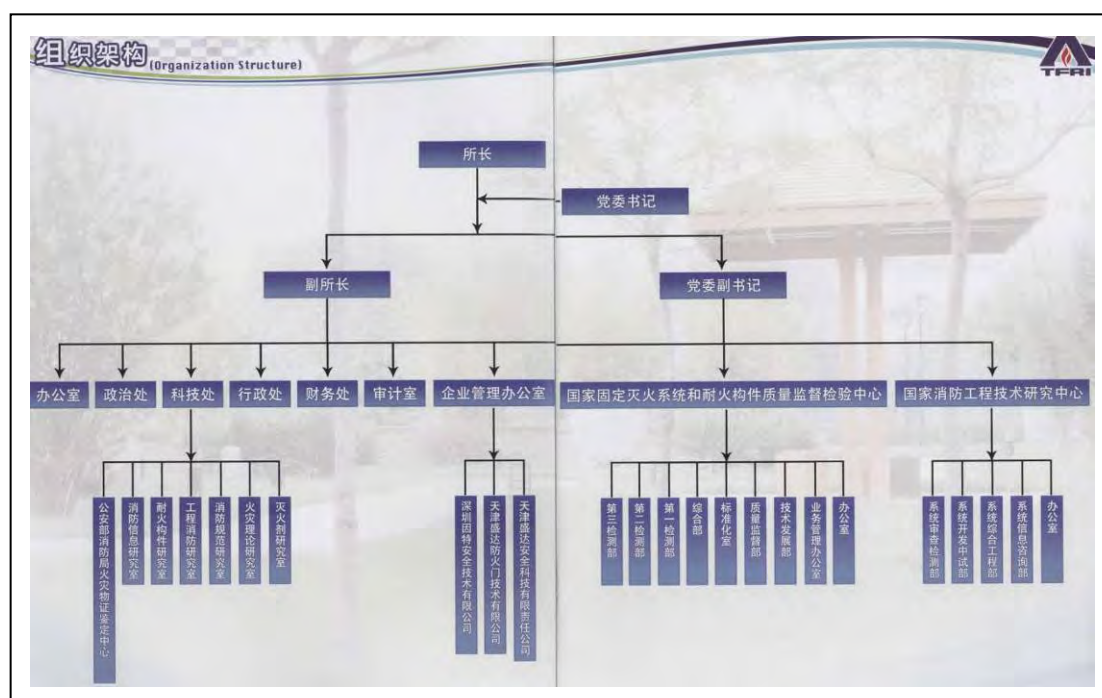 组织架构(Organization Structure)
TFRI
所长
党委书记
副所长
党委副书记
办公室
政治处
科技处
行政处
财务处
审计室
企业管理办公室
国家固定灭火系统和耐火构件质量监督检验中心
国家消防工程技术研究中心
公安部消防局火灾物证鉴定中心
消防信息研究室
耐火构件研究室
工程消防研究室
消防规范研究室
火灾理论研究室
灭火剂研究室
深圳因特安全技术有限公司
天津盛达防火门技术有限公司
天津盛达安全科技有限责任公司
第三检测部
第二检测部
第一检测部
综合部
标准化室
质量监督部
技术发展部
业务管理办公室
办公室
系统审查检测部
系统开发中试部
系统综合工程部
系统信息咨询部
办公室